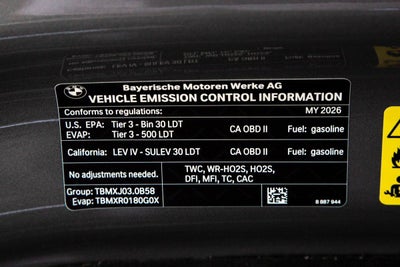 Bayerische Motoren Werke AG
VEHICLE EMISSION CONTROL INFORMATION
Conforms to regulations: MY 2026
U.S. EPA: Tier 3 - Bin 30 LDT CA OBD II Fuel: gasoline
EVAP: Tier 3 - 500 LDT
California: LEV IV - SULEV 30 LDT CA OBD II Fuel: gasoline
No adjustments needed. TWC, WR-HO2S, HO2S,
DFI, MFI, TC, CAC
Group: TBMXJ03.0B58
Evap: TBMXR0180G0X 8 887 944